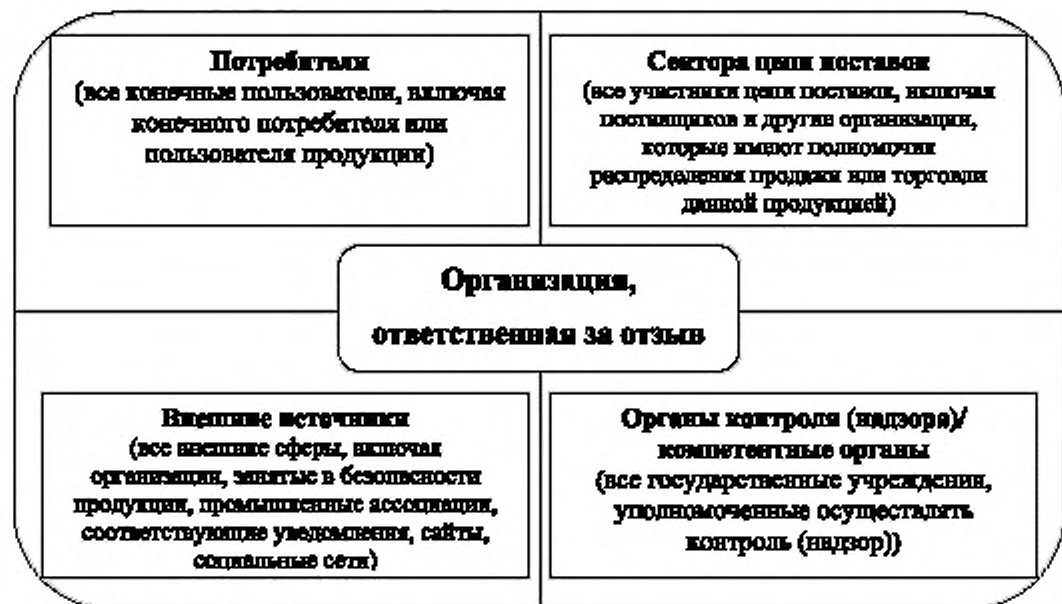 Потребители
(все конечные пользователи, включая
конечного потребителя или
пользователя продукции)
Сектора цепи поставок
(все участники цепи поставок, включая
поставщиков и другие организации,
которые имеют полномочия
распределения продажи или торговли
данной продукцией)
Организация,
ответственная за отзыв
Внешние источники
(все внешние сферы, включая
организации, занятые в безопасности
продукции, промышленные ассоциации,
соответствующие уведомления, сайты,
социальные сети)
Органы контроля (надзора)/
компетентные органы
(все государственные учреждения,
уполномоченные осуществлять
контроль (надзор))